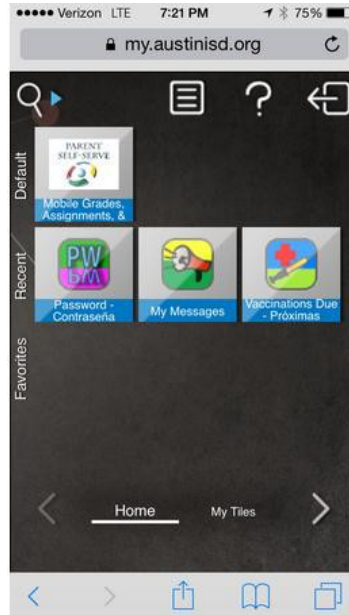 Verizon LTE 7:21 PM 75%
my.austinisd.org
?
Default
PARENT
SELF-SERVE
Mobile Grades,
Assignments, &
Recent
PW
PW
Password -
Contraseña
My Messages
Vaccinations Due
- Próximas
Favorites
Home
My Tiles